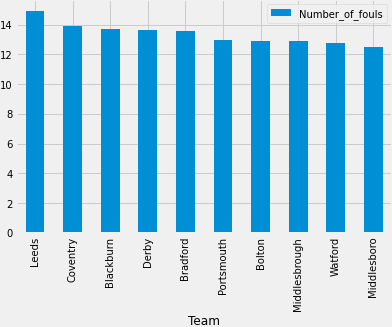 Number_of_fouls
14
12
10
8
6
4
2
0
Leeds
Coventry
Blackburn
Derby
Bradford
Portsmouth
Bolton
Middlesbrough
Watford
Middlesboro
Team